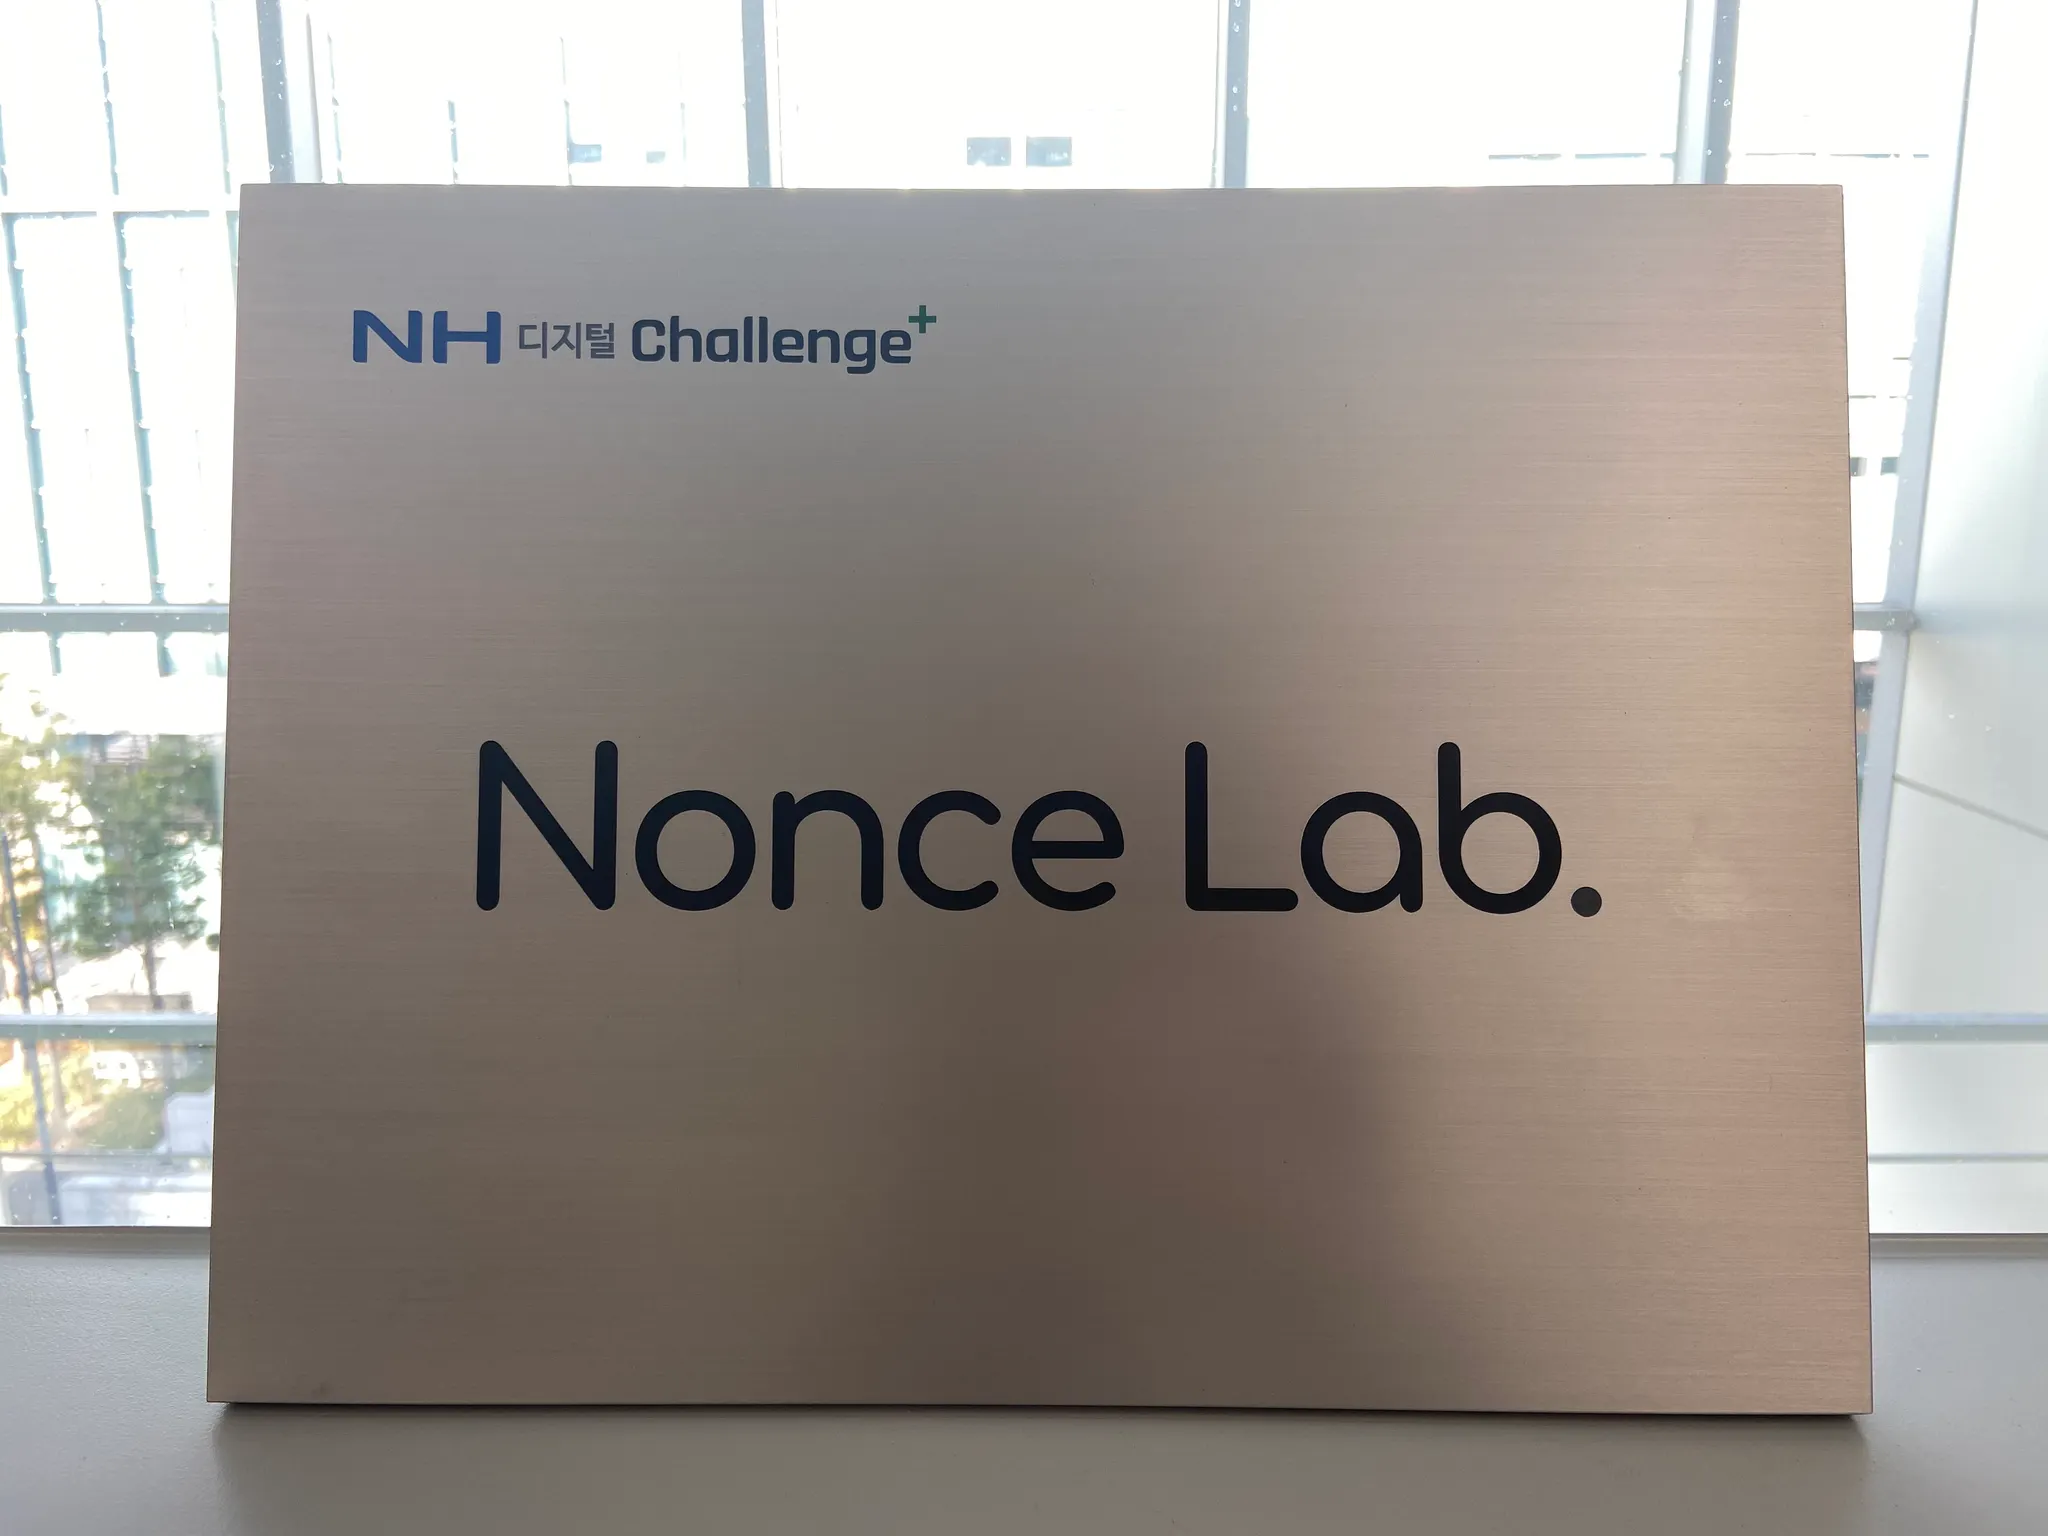 NH 디지털 Challenge+
Nonce Lab.